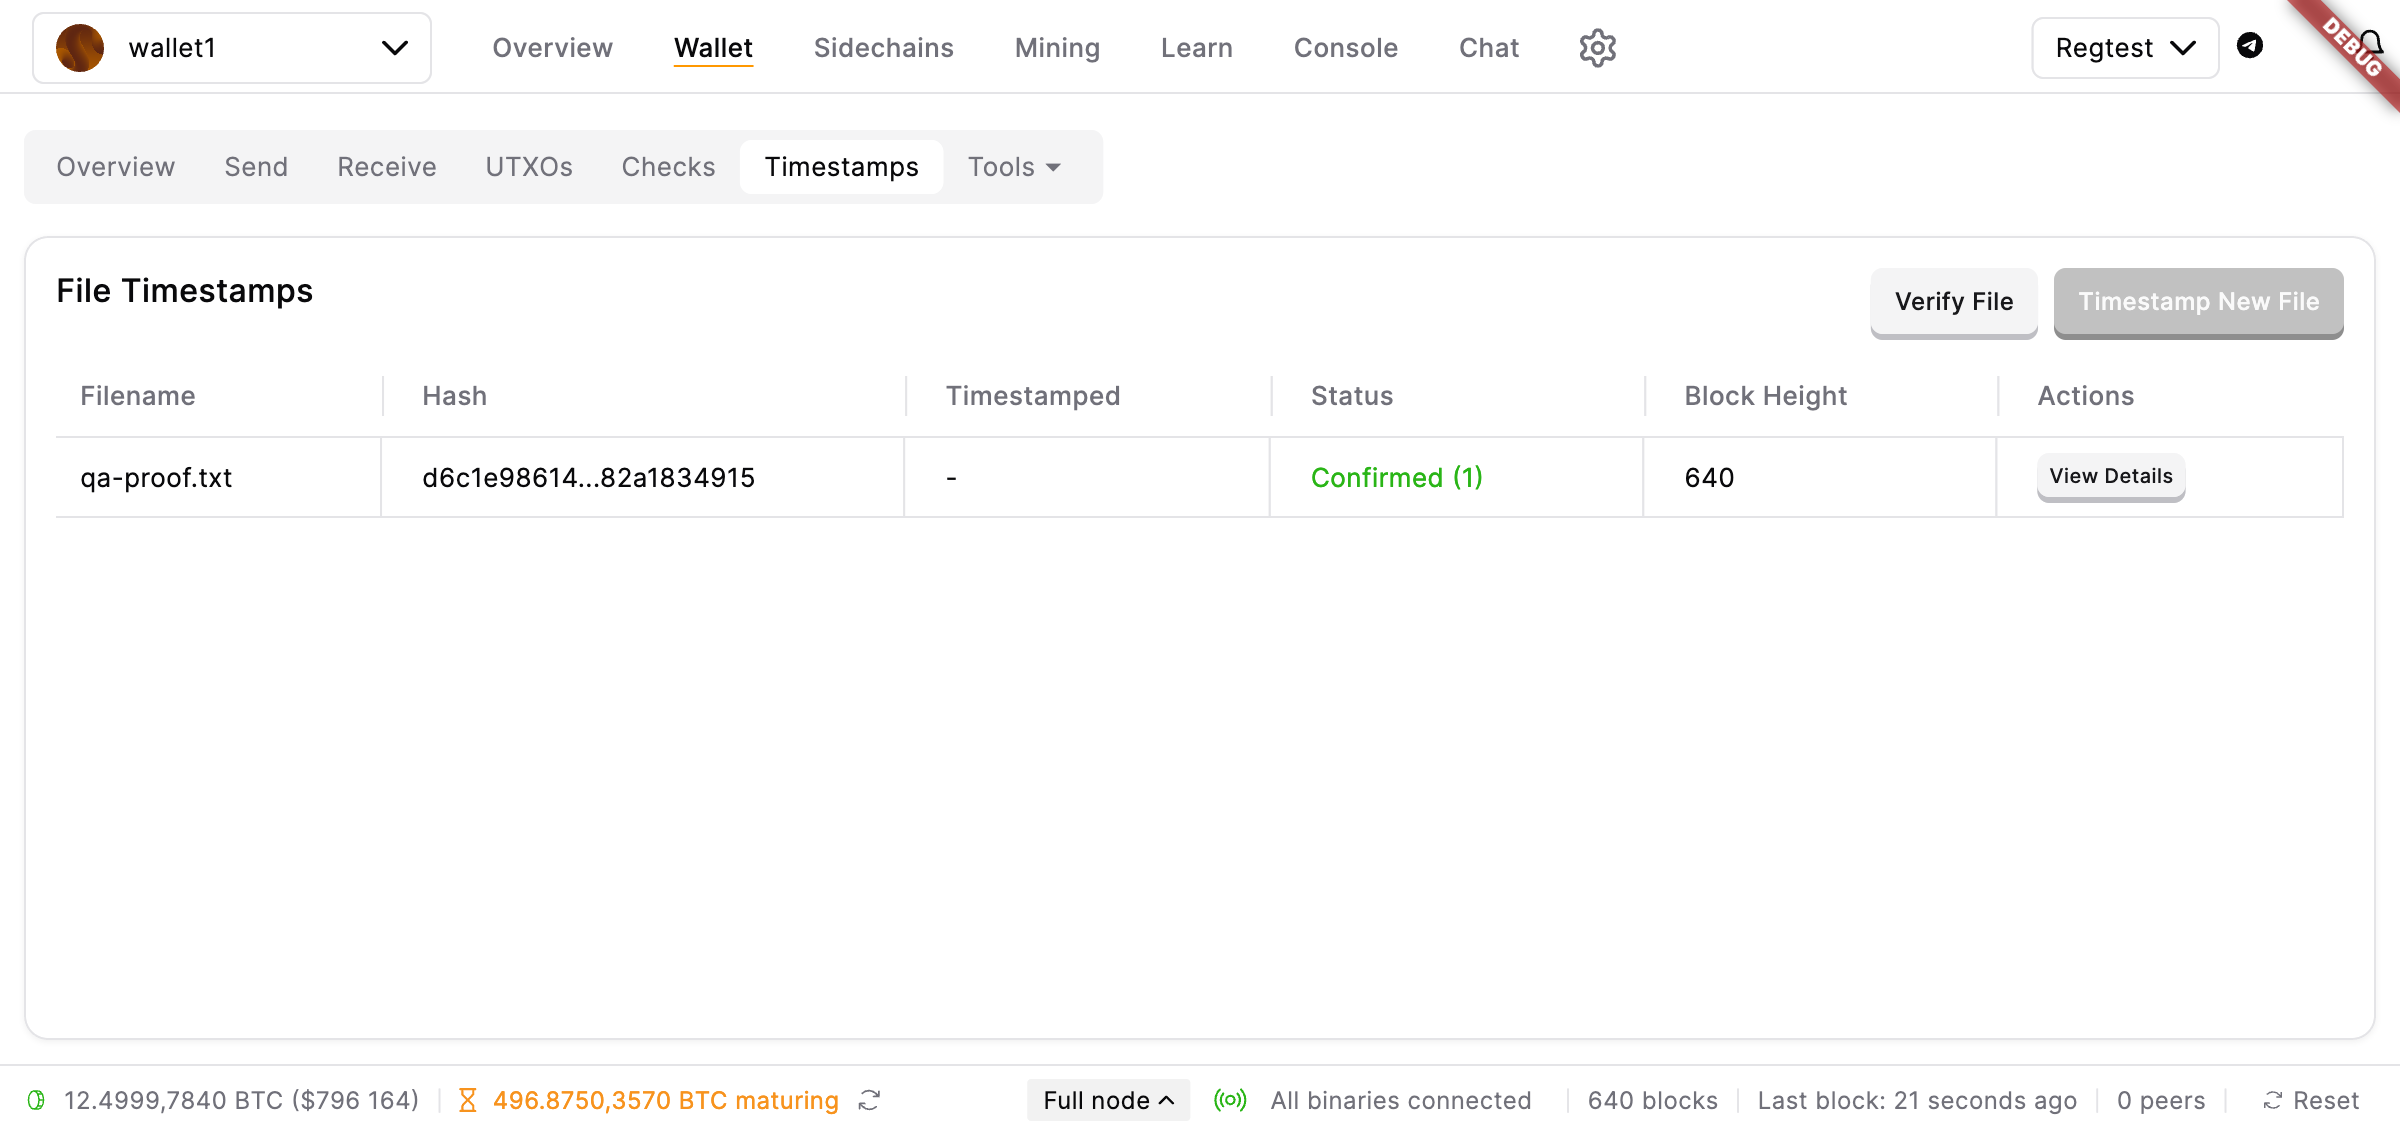 wallet1 Overview Wallet Sidechains Mining Learn Console Chat Regtest DEBUG
Overview Send Receive UTXOs Checks Timestamps Tools
File Timestamps Verify File Timestamp New File
Filename Hash Timestamped Status Block Height Actions
qa-proof.txt d6c1e98614...82a1834915 - Confirmed (1) 640 View Details
12.4999,7840 BTC ($796 164) 496.8750,3570 BTC maturing Full node All binaries connected 640 blocks Last block: 21 seconds ago 0 peers Reset